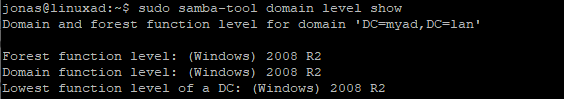 jonas@linuxad:~$ sudo samba-tool domain level show
Domain and forest function level for domain 'DC=myad,DC=lan'
Forest function level: (Windows) 2008 R2
Domain function level: (Windows) 2008 R2
Lowest function level of a DC: (Windows) 2008 R2